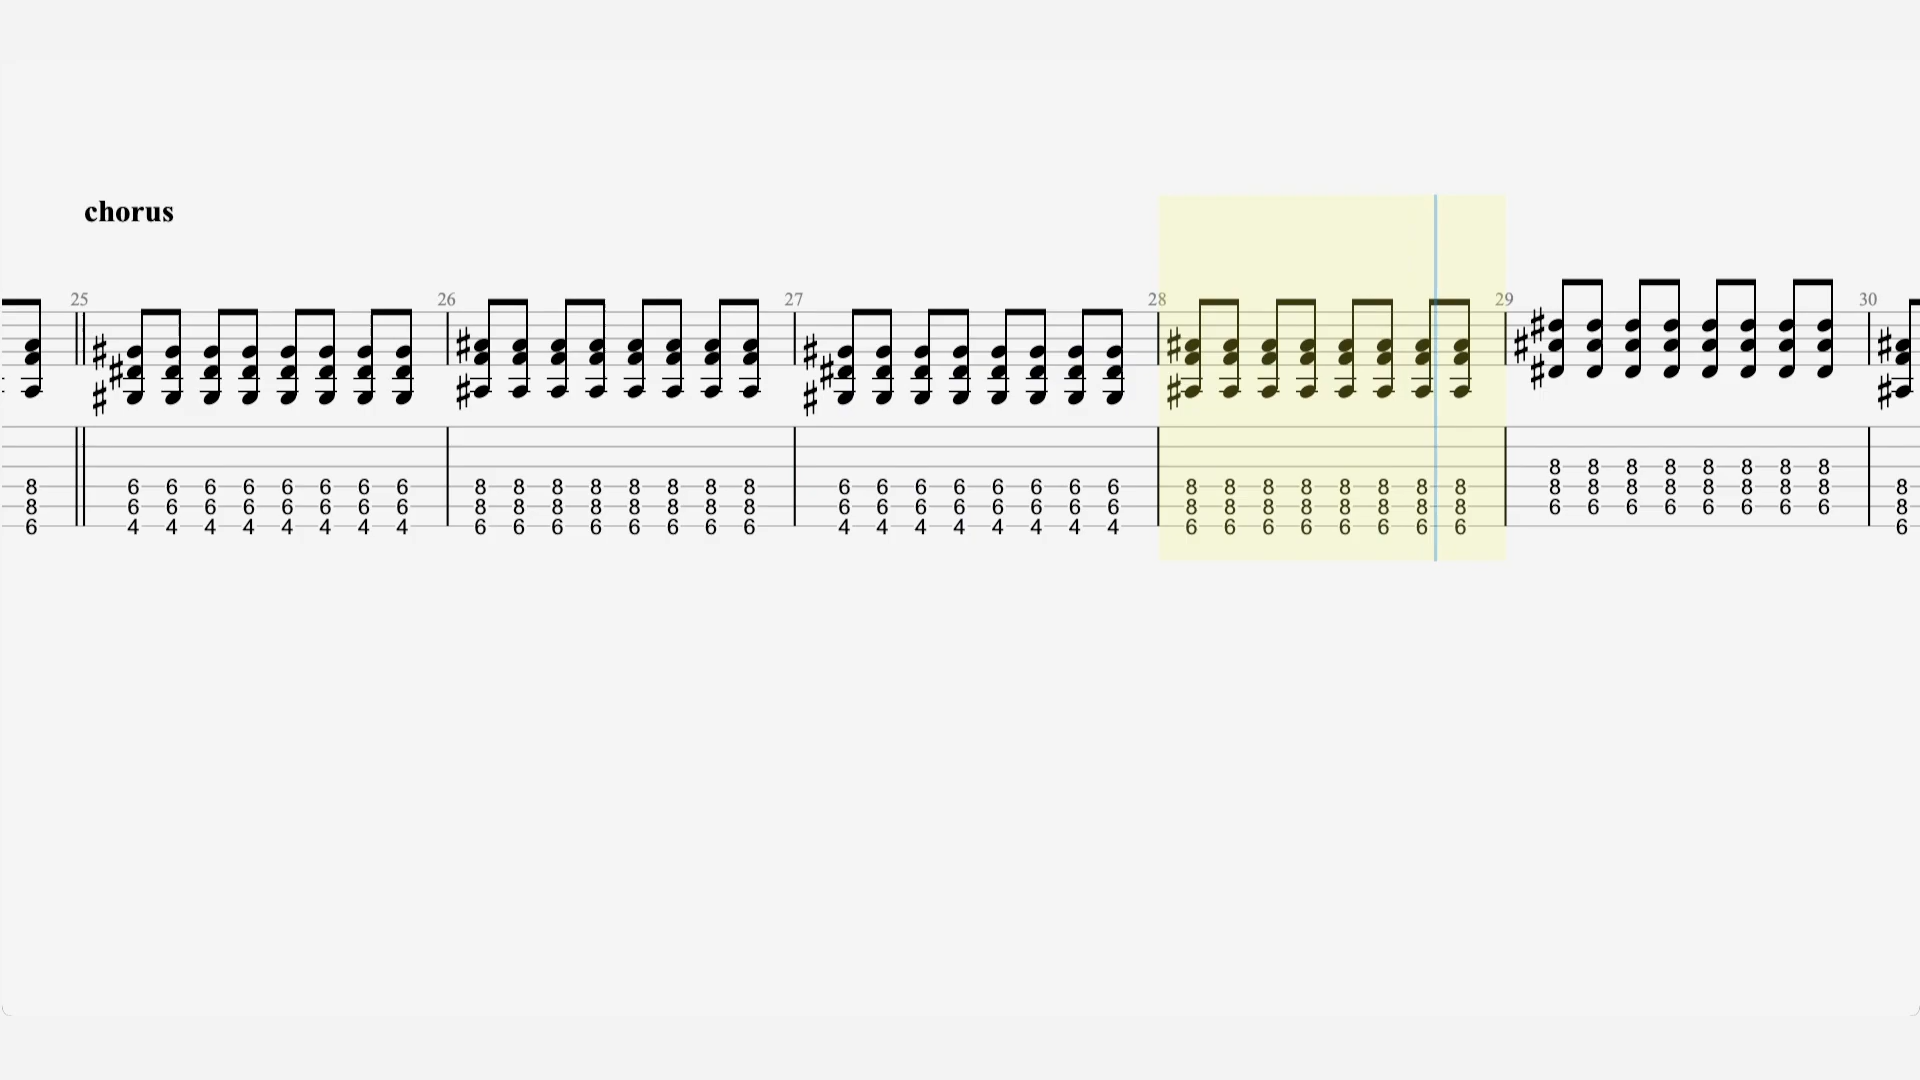 chorus
25 26 27 28 29 30
8 8 8 8 8 8 8 8
8 6 6 6 6 6 6 6 6 8 8 8 8 8 8 8 8 6 6 6 6 6 6 6 6 8 8 8 8 8 8 8 8 8 8 8 8 8 8 8 8 8
8 6 6 6 6 6 6 6 6 8 8 8 8 8 8 8 8 6 6 6 6 6 6 6 6 8 8 8 8 8 8 8 8 6 6 6 6 6 6 6 6 8
6 4 4 4 4 4 4 4 4 6 6 6 6 6 6 6 6 4 4 4 4 4 4 4 4 6 6 6 6 6 6 6 6 6